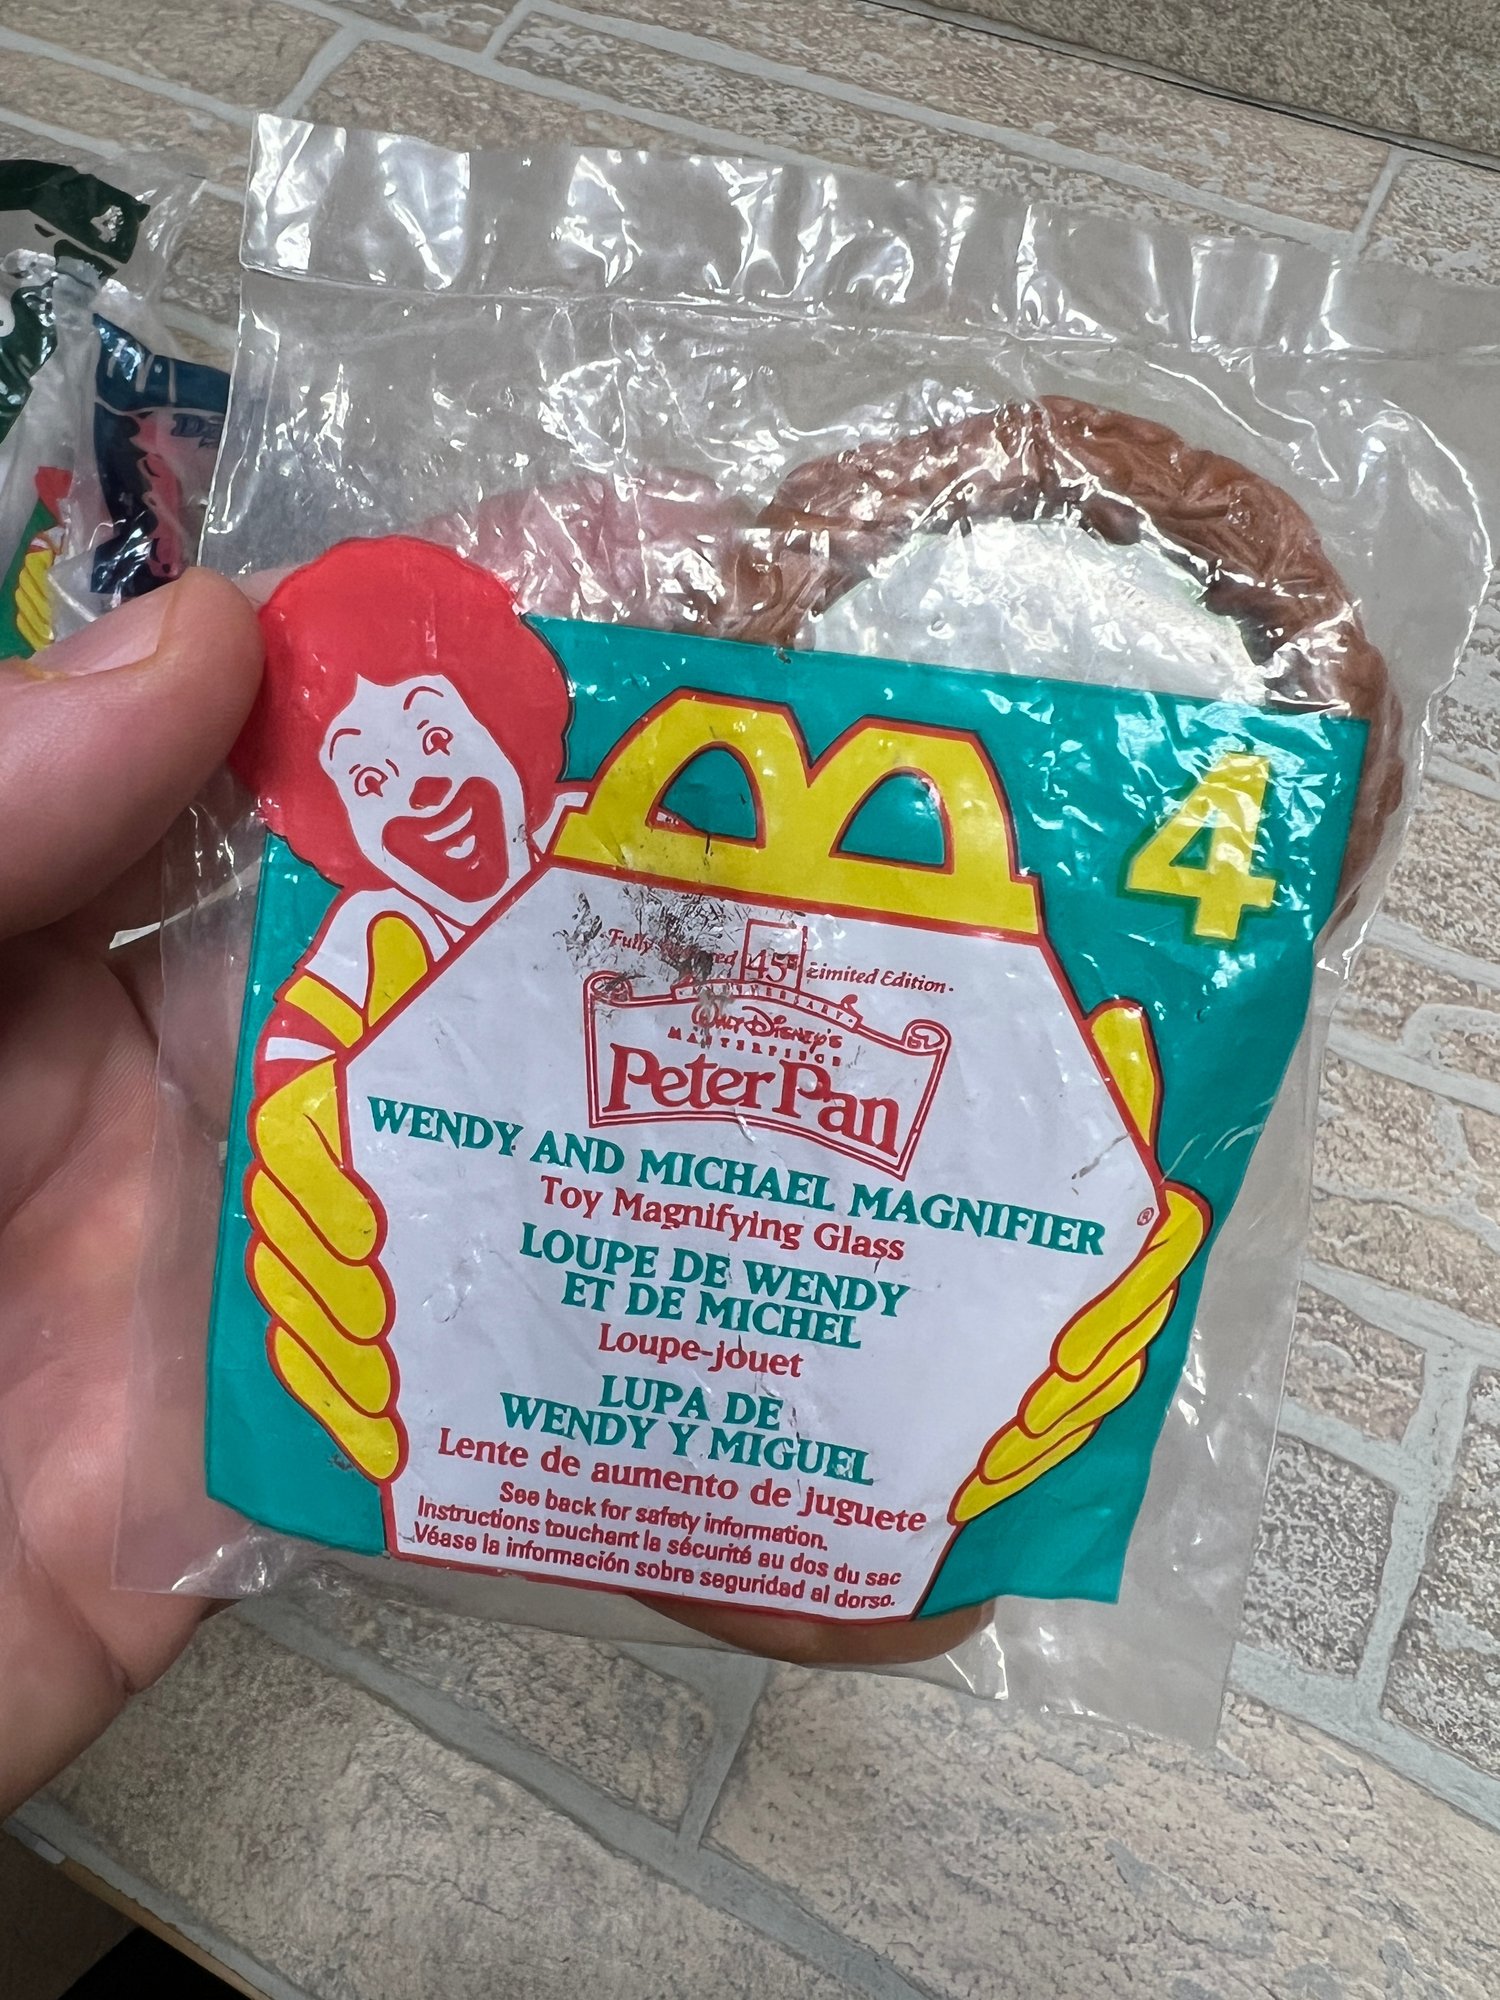 4
Fully 45th Limited Edition
ANNIVERSARY
Walt Disney's
MASTERPIECE
Peter Pan
WENDY AND MICHAEL MAGNIFIER
Toy Magnifying Glass
®
LOUPE DE WENDY
ET DE MICHEL
Loupe-jouet
LUPA DE
WENDY Y MIGUEL
Lente de aumento de juguete
See back for safety information.
Instructions touchant la sécurité au dos du sac
Véase la información sobre seguridad al dorso.